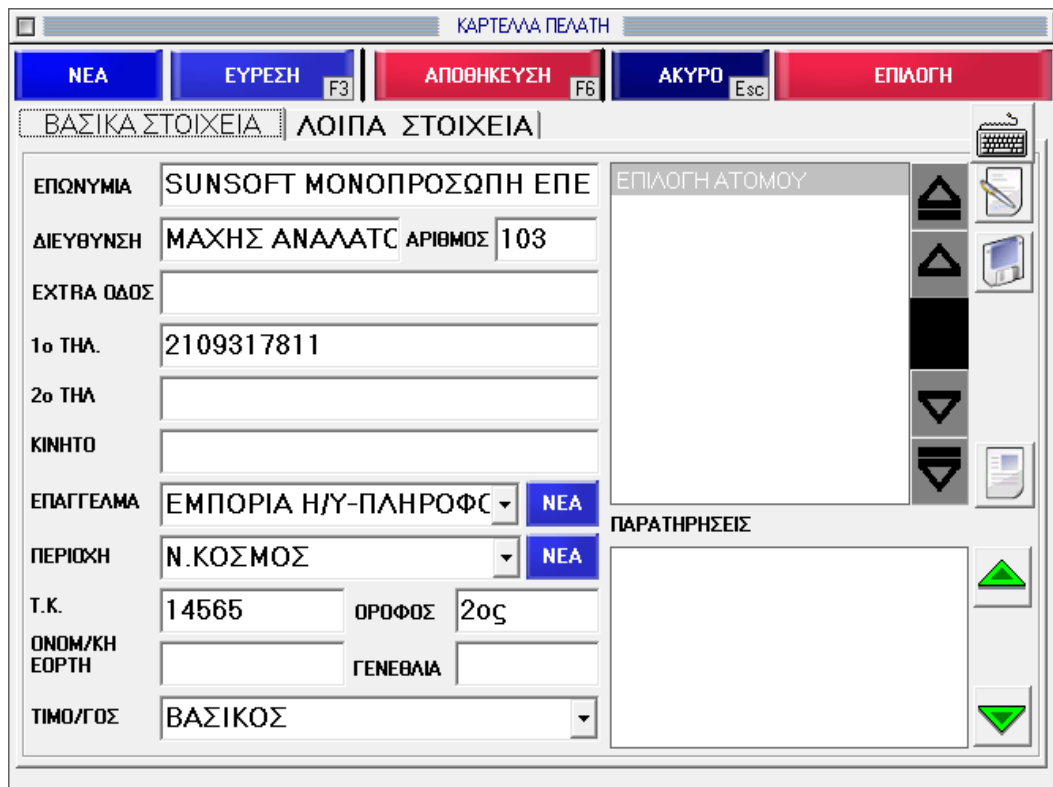 ΚΑΡΤΕΛΛΑ ΠΕΛΑΤΗ
ΝΕΑ ΕΥΡΕΣΗ F3 ΑΠΟΘΗΚΕΥΣΗ F6 ΑΚΥΡΟ Esc ΕΠΙΛΟΓΗ
ΒΑΣΙΚΑ ΣΤΟΙΧΕΙΑ ΛΟΙΠΑ ΣΤΟΙΧΕΙΑ
ΕΠΩΝΥΜΙΑ SUNSOFT ΜΟΝΟΠΡΟΣΩΠΗ ΕΠΕ ΕΠΙΛΟΓΗ ΑΤΟΜΟΥ
ΔΙΕΥΘΥΝΣΗ ΜΑΧΗΣ ΑΝΑΛΑΤΟ ΑΡΙΘΜΟΣ 103
EXTRA ΟΔΟΣ
1ο ΤΗΛ. 2109317811
2ο ΤΗΛ
ΚΙΝΗΤΟ
ΕΠΑΓΓΕΛΜΑ ΕΜΠΟΡΙΑ Η/Υ-ΠΛΗΡΟΦΟ ΝΕΑ
ΠΑΡΑΤΗΡΗΣΕΙΣ
ΠΕΡΙΟΧΗ Ν.ΚΟΣΜΟΣ ΝΕΑ
Τ.Κ. 14565 ΟΡΟΦΟΣ 2ος
ΟΝΟΜ/ΚΗ
ΕΟΡΤΗ ΓΕΝΕΘΛΙΑ
ΤΙΜΟ/ΓΟΣ ΒΑΣΙΚΟΣ